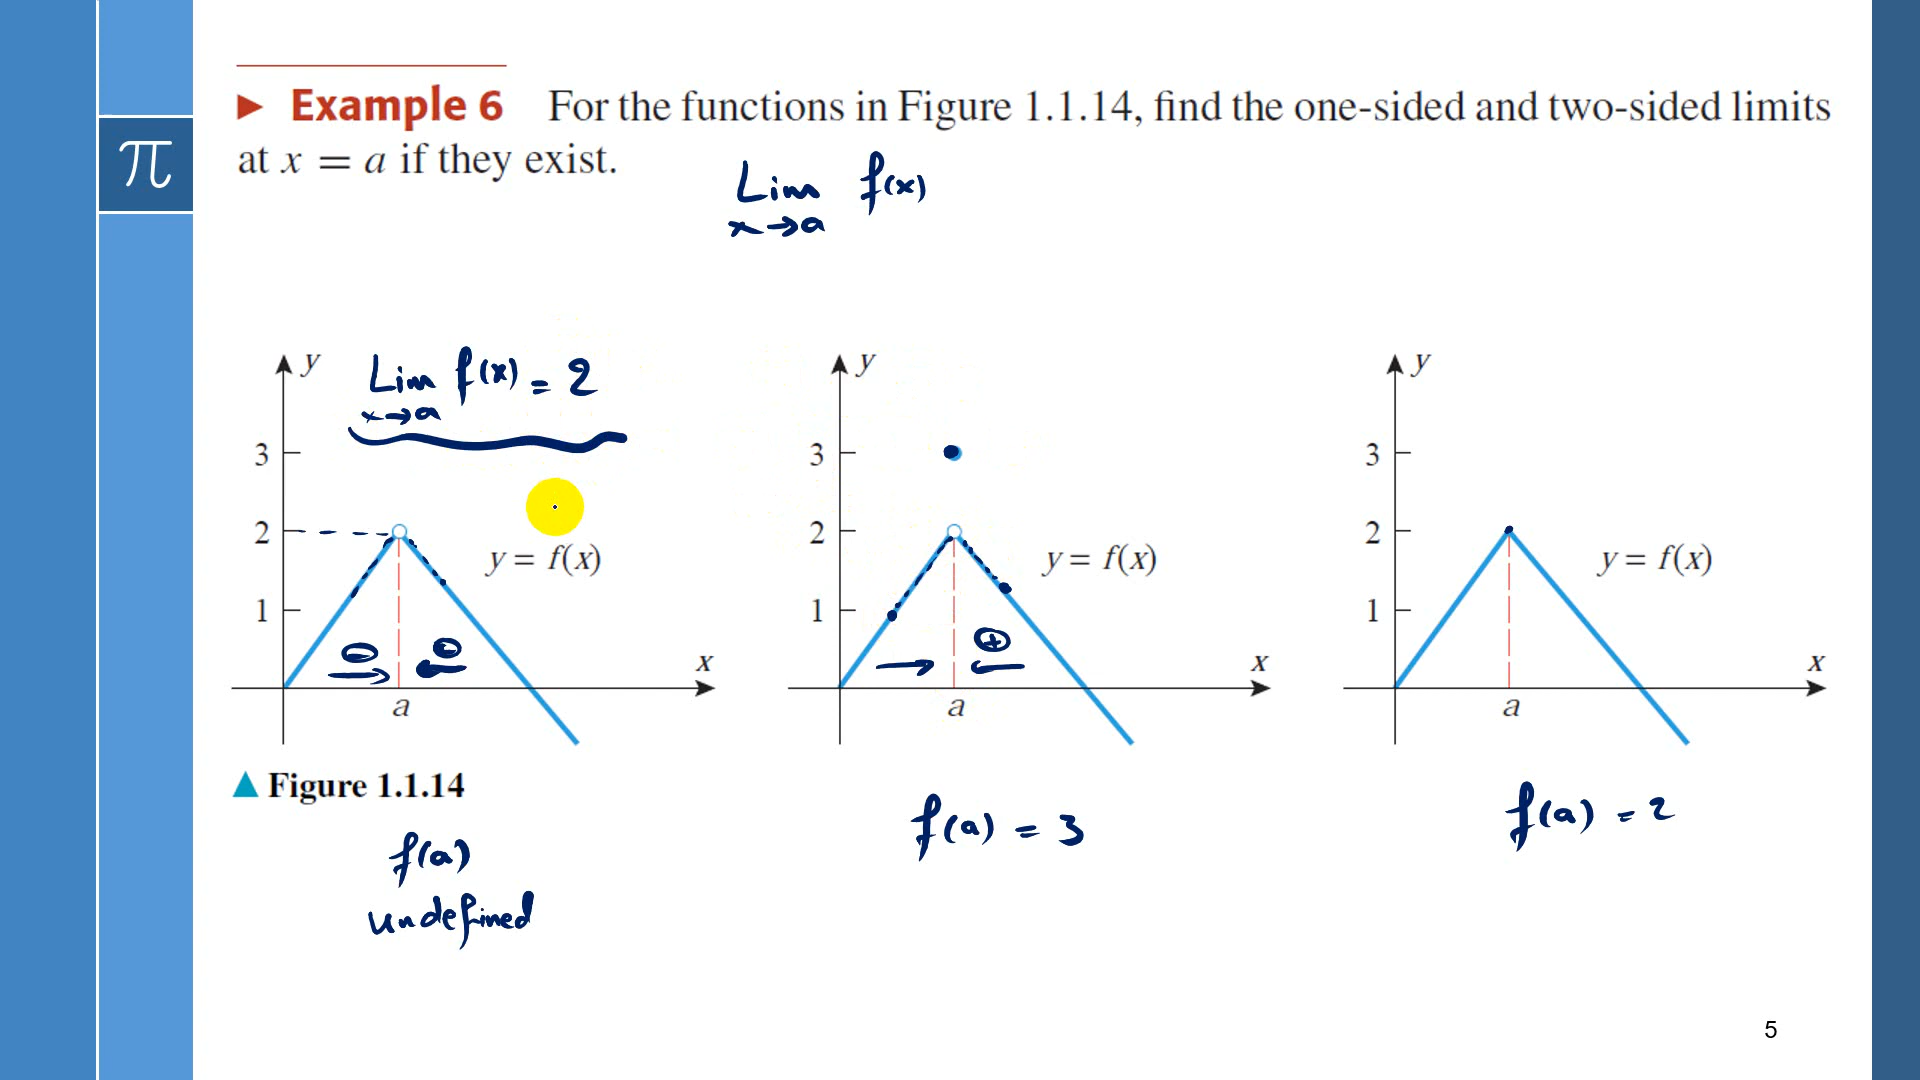 π
► Example 6 For the functions in Figure 1.1.14, find the one-sided and two-sided limits
at x = a if they exist.
Lim f(x)
x→a
y
Lim f(x) = 2
x→a
3
2
1
y = f(x)
x
a
y
3
2
1
y = f(x)
+
x
a
y
3
2
1
y = f(x)
x
a
▲ Figure 1.1.14
f(a)
undefined
f(a) = 3
f(a) = 2
5